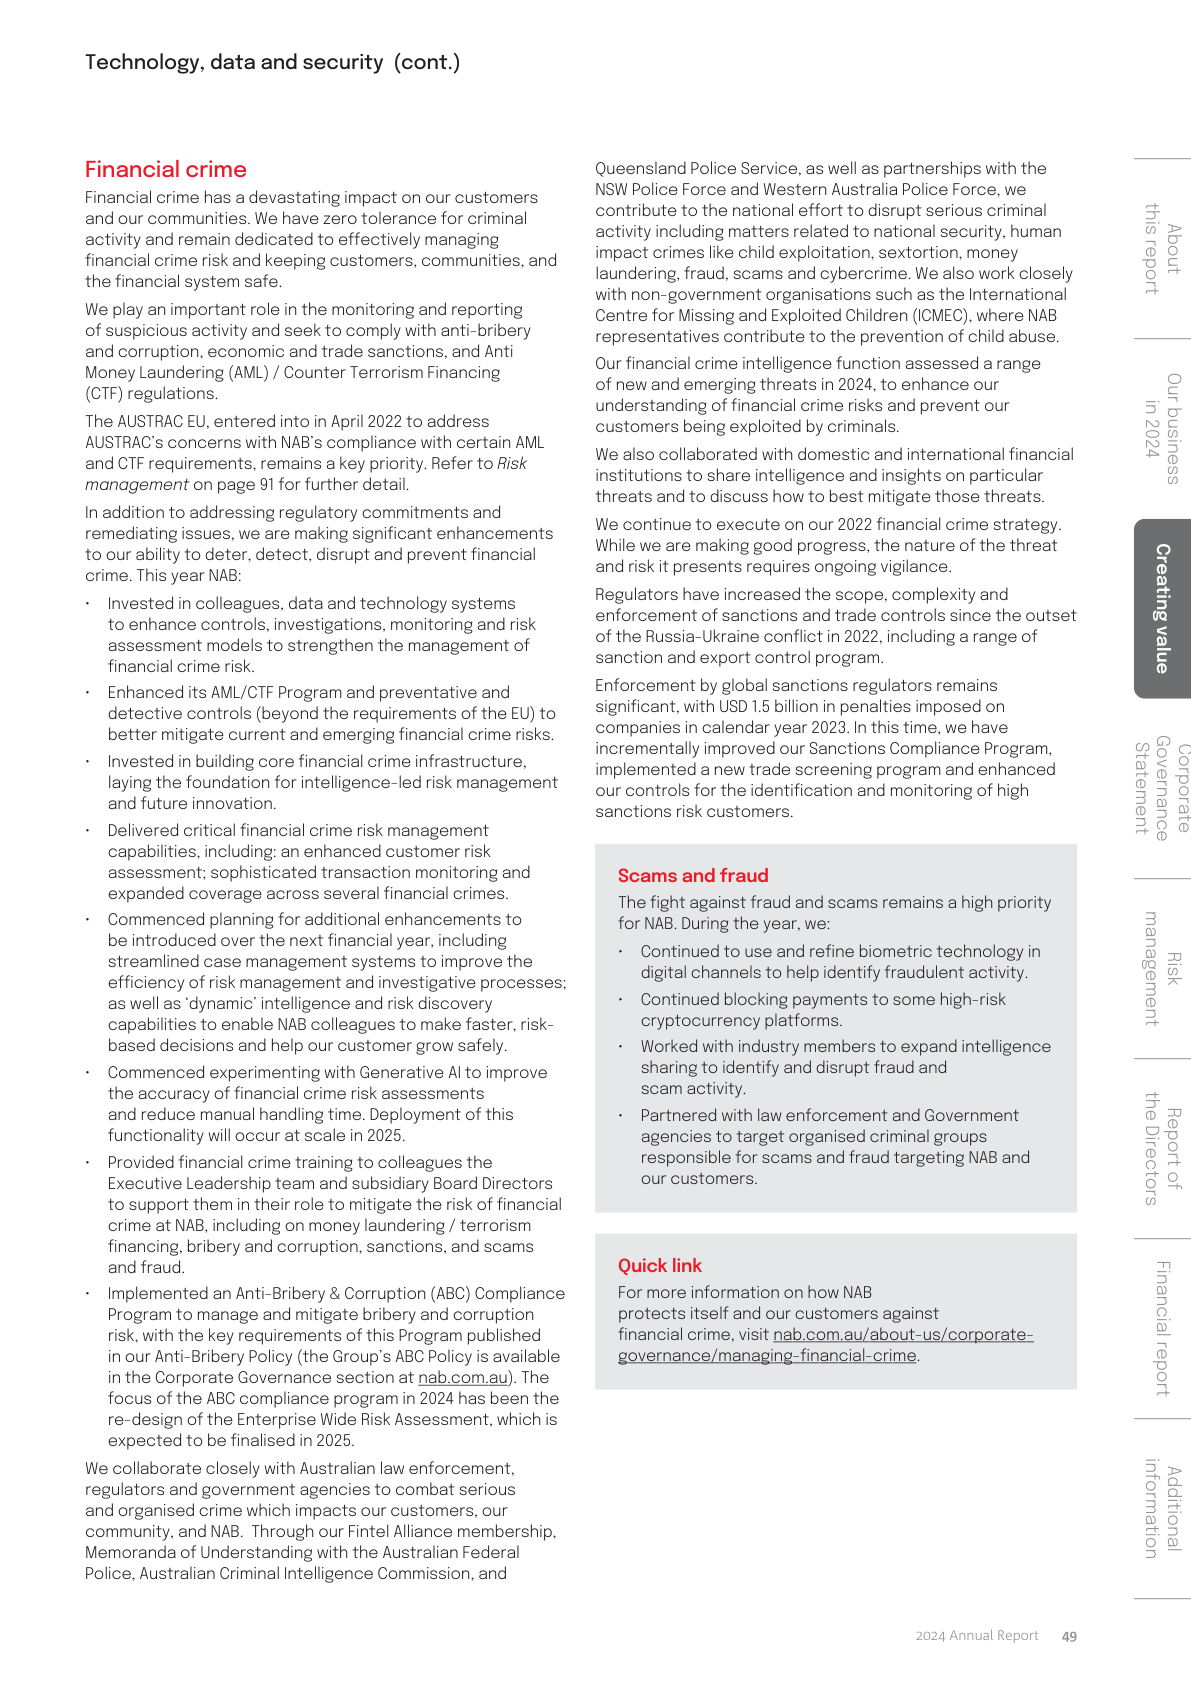 Technology, data and security  (cont.)
Financial crime
Financial crime has a devastating impact on our customers
and our communities. We have zero tolerance for criminal
activity and remain dedicated to effectively managing
financial crime risk and keeping customers, communities, and
the financial system safe.
We play an important role in the monitoring and reporting
of suspicious activity and seek to comply with anti-bribery
and corruption, economic and trade sanctions, and Anti
Money Laundering (AML) / Counter Terrorism Financing
(CTF) regulations.
The AUSTRAC EU, entered into in April 2022 to address
AUSTRAC's concerns with NAB's compliance with certain AML
and CTF requirements, remains a key priority. Refer to Risk
management on page 91 for further detail.
In addition to addressing regulatory commitments and
remediating issues, we are making significant enhancements
to our ability to deter, detect, disrupt and prevent financial
crime. This year NAB:
• Invested in colleagues, data and technology systems
to enhance controls, investigations, monitoring and risk
assessment models to strengthen the management of
financial crime risk.
• Enhanced its AML/CTF Program and preventative and
detective controls (beyond the requirements of the EU) to
better mitigate current and emerging financial crime risks.
• Invested in building core financial crime infrastructure,
laying the foundation for intelligence-led risk management
and future innovation.
• Delivered critical financial crime risk management
capabilities, including: an enhanced customer risk
assessment; sophisticated transaction monitoring and
expanded coverage across several financial crimes.
• Commenced planning for additional enhancements to
be introduced over the next financial year, including
streamlined case management systems to improve the
efficiency of risk management and investigative processes;
as well as 'dynamic' intelligence and risk discovery
capabilities to enable NAB colleagues to make faster, risk-
based decisions and help our customer grow safely.
• Commenced experimenting with Generative AI to improve
the accuracy of financial crime risk assessments
and reduce manual handling time. Deployment of this
functionality will occur at scale in 2025.
• Provided financial crime training to colleagues the
Executive Leadership team and subsidiary Board Directors
to support them in their role to mitigate the risk of financial
crime at NAB, including on money laundering / terrorism
financing, bribery and corruption, sanctions, and scams
and fraud.
• Implemented an Anti-Bribery & Corruption (ABC) Compliance
Program to manage and mitigate bribery and corruption
risk, with the key requirements of this Program published
in our Anti-Bribery Policy (the Group's ABC Policy is available
in the Corporate Governance section at nab.com.au). The
focus of the ABC compliance program in 2024 has been the
re-design of the Enterprise Wide Risk Assessment, which is
expected to be finalised in 2025.
We collaborate closely with Australian law enforcement,
regulators and government agencies to combat serious
and organised crime which impacts our customers, our
community, and NAB.  Through our Fintel Alliance membership,
Memoranda of Understanding with the Australian Federal
Police, Australian Criminal Intelligence Commission, and
Queensland Police Service, as well as partnerships with the
NSW Police Force and Western Australia Police Force, we
contribute to the national effort to disrupt serious criminal
activity including matters related to national security, human
impact crimes like child exploitation, sextortion, money
laundering, fraud, scams and cybercrime. We also work closely
with non-government organisations such as the International
Centre for Missing and Exploited Children (ICMEC), where NAB
representatives contribute to the prevention of child abuse.
Our financial crime intelligence function assessed a range
of new and emerging threats in 2024, to enhance our
understanding of financial crime risks and prevent our
customers being exploited by criminals.
We also collaborated with domestic and international financial
institutions to share intelligence and insights on particular
threats and to discuss how to best mitigate those threats.
We continue to execute on our 2022 financial crime strategy.
While we are making good progress, the nature of the threat
and risk it presents requires ongoing vigilance.
Regulators have increased the scope, complexity and
enforcement of sanctions and trade controls since the outset
of the Russia-Ukraine conflict in 2022, including a range of
sanction and export control program.
Enforcement by global sanctions regulators remains
significant, with USD 1.5 billion in penalties imposed on
companies in calendar year 2023. In this time, we have
incrementally improved our Sanctions Compliance Program,
implemented a new trade screening program and enhanced
our controls for the identification and monitoring of high
sanctions risk customers.
Scams and fraud
The fight against fraud and scams remains a high priority
for NAB. During the year, we:
• Continued to use and refine biometric technology in
digital channels to help identify fraudulent activity.
• Continued blocking payments to some high-risk
cryptocurrency platforms.
• Worked with industry members to expand intelligence
sharing to identify and disrupt fraud and
scam activity.
• Partnered with law enforcement and Government
agencies to target organised criminal groups
responsible for scams and fraud targeting NAB and
our customers.
Quick link
For more information on how NAB
protects itself and our customers against
financial crime, visit nab.com.au/about-us/corporate-
governance/managing-financial-crime.
About
this report
Our business
in 2024
Creating value
Corporate
Governance
Statement
Risk
management
Report of
the Directors
Financial report
Additional
information
2024 Annual Report 49